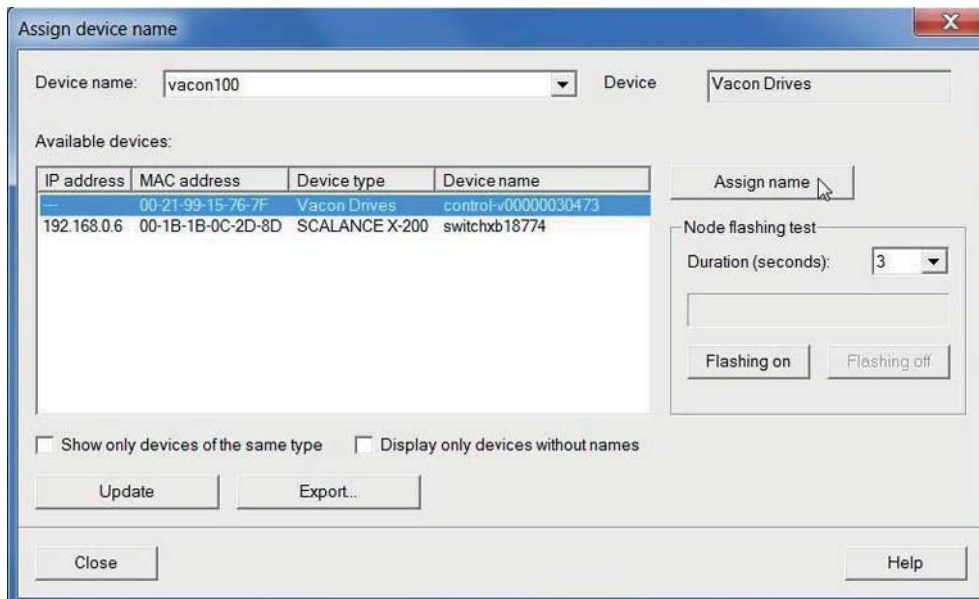 Assign device name
Device name: vacon100 Device Vacon Drives
Available devices:
IP address MAC address Device type Device name
--- 00-21-99-15-76-7F Vacon Drives control-v00000030473
192.168.0.6 00-1B-1B-0C-2D-8D SCALANCE X-200 switchxb18774
Assign name
Node flashing test
Duration (seconds): 3
Flashing on Flashing off
Show only devices of the same type Display only devices without names
Update Export...
Close Help